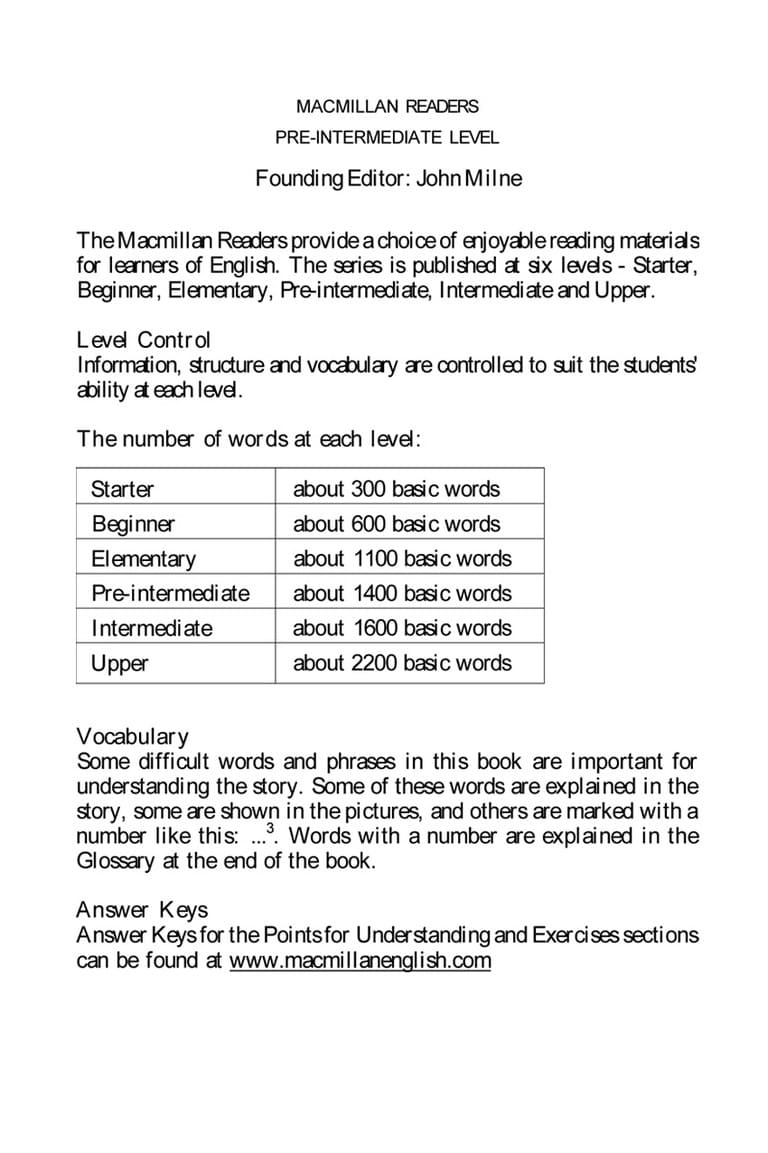 MACMILLAN READERS
PRE-INTERMEDIATE LEVEL
Founding Editor: John Milne
The Macmillan Readers provide a choice of enjoyable reading materials
for learners of English. The series is published at six levels - Starter,
Beginner, Elementary, Pre-intermediate, Intermediate and Upper.
Level Control
Information, structure and vocabulary are controlled to suit the students'
ability at each level.
The number of words at each level:
Starter about 300 basic words
Beginner about 600 basic words
Elementary about 1100 basic words
Pre-intermediate about 1400 basic words
Intermediate about 1600 basic words
Upper about 2200 basic words
Vocabulary
Some difficult words and phrases in this book are important for
understanding the story. Some of these words are explained in the
story, some are shown in the pictures, and others are marked with a
number like this: ...³. Words with a number are explained in the
Glossary at the end of the book.
Answer Keys
Answer Keys for the Points for Understanding and Exercises sections
can be found at www.macmillanenglish.com